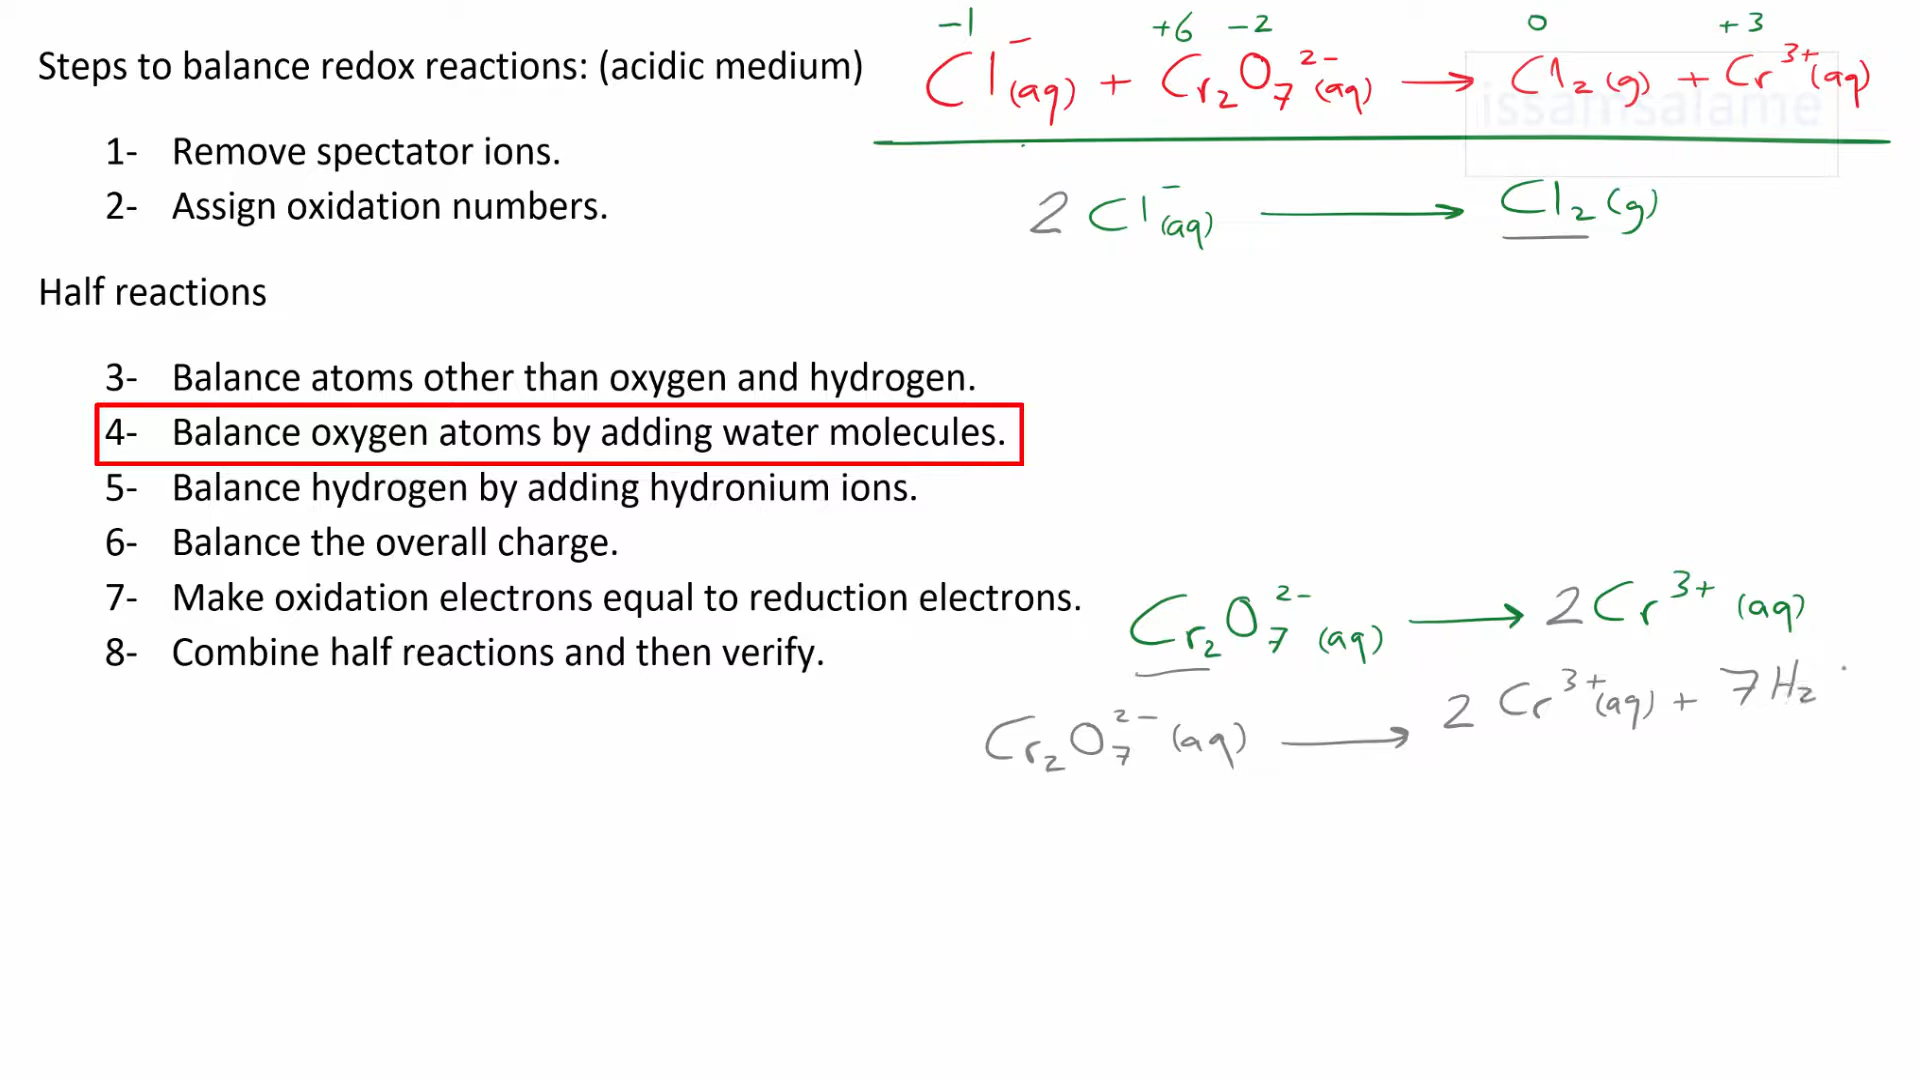 Steps to balance redox reactions: (acidic medium)
1- Remove spectator ions.
2- Assign oxidation numbers.
Half reactions
3- Balance atoms other than oxygen and hydrogen.
4- Balance oxygen atoms by adding water molecules.
5- Balance hydrogen by adding hydronium ions.
6- Balance the overall charge.
7- Make oxidation electrons equal to reduction electrons.
8- Combine half reactions and then verify.
-1 +6 -2 0 +3
Cl⁻(aq) + Cr₂O₇²⁻(aq) → Cl₂(g) + Cr³⁺(aq)
issamsalame
2 Cl⁻(aq) → Cl₂(g)
Cr₂O₇²⁻(aq) → 2Cr³⁺(aq)
Cr₂O₇²⁻(aq) → 2 Cr³⁺(aq) + 7H₂